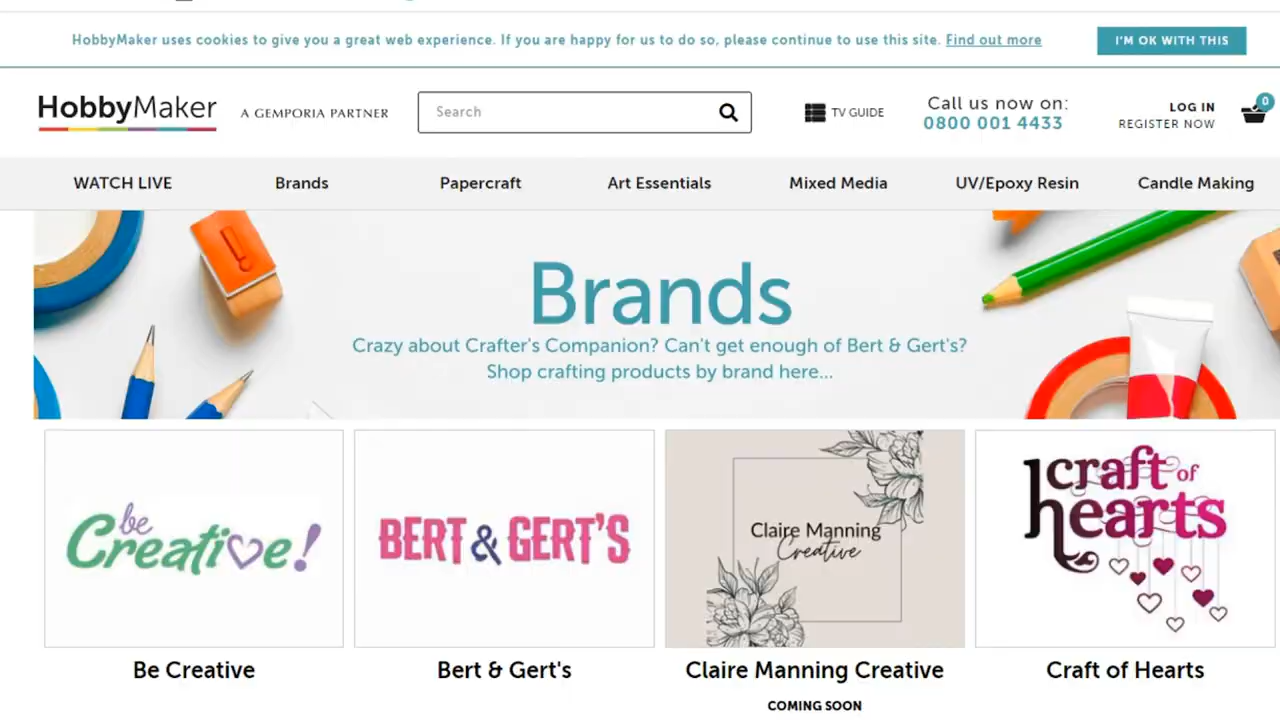 HobbyMaker uses cookies to give you a great web experience. If you are happy for us to do so, please continue to use this site. Find out more
I'M OK WITH THIS
HobbyMaker
A GEMPORIA PARTNER
Search
TV GUIDE
Call us now on:
0800 001 4433
LOG IN
REGISTER NOW
0
WATCH LIVE
Brands
Papercraft
Art Essentials
Mixed Media
UV/Epoxy Resin
Candle Making
Brands
Crazy about Crafter's Companion? Can't get enough of Bert & Gert's?
Shop crafting products by brand here...
be
Creative!
BERT & GERT'S
Claire Manning
Creative
craft of
hearts
Be Creative
Bert & Gert's
Claire Manning Creative
Craft of Hearts
COMING SOON